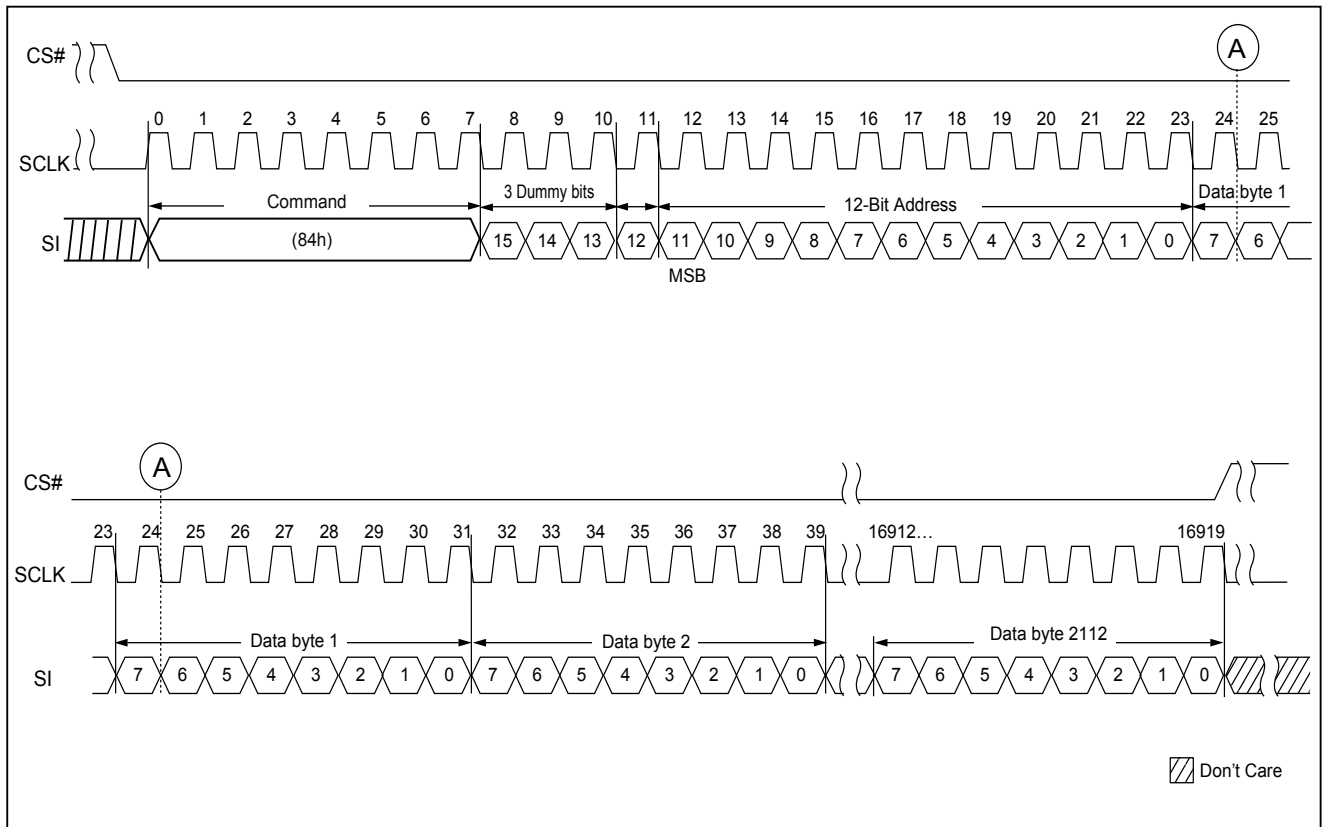 A
CS#
0 1 2 3 4 5 6 7 8 9 10 11 12 13 14 15 16 17 18 19 20 21 22 23 24 25
SCLK
Command 3 Dummy bits 12-Bit Address Data byte 1
SI (84h) 15 14 13 12 11 10 9 8 7 6 5 4 3 2 1 0 7 6
MSB
A
CS#
23 24 25 26 27 28 29 30 31 32 33 34 35 36 37 38 39 16912... 16919
SCLK
Data byte 1 Data byte 2 Data byte 2112
SI 7 6 5 4 3 2 1 0 7 6 5 4 3 2 1 0 7 6 5 4 3 2 1 0
Don't Care